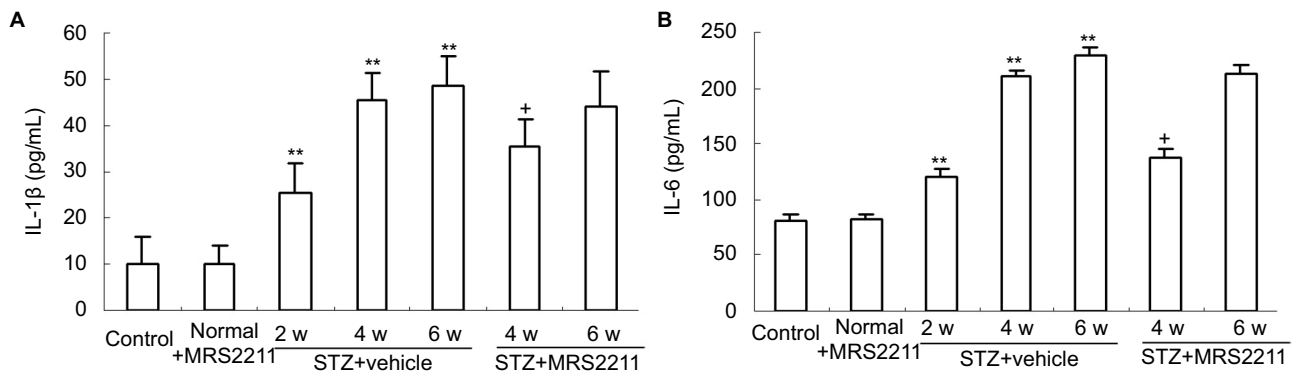 A
IL-1β (pg/mL)
60
50
40
30
20
10
0
** ** ** +
Control Normal +MRS2211 2 w 4 w 6 w 4 w 6 w
STZ+vehicle STZ+MRS2211
B
IL-6 (pg/mL)
250
200
150
100
50
0
** ** ** +
Control Normal +MRS2211 2 w 4 w 6 w 4 w 6 w
STZ+vehicle STZ+MRS2211